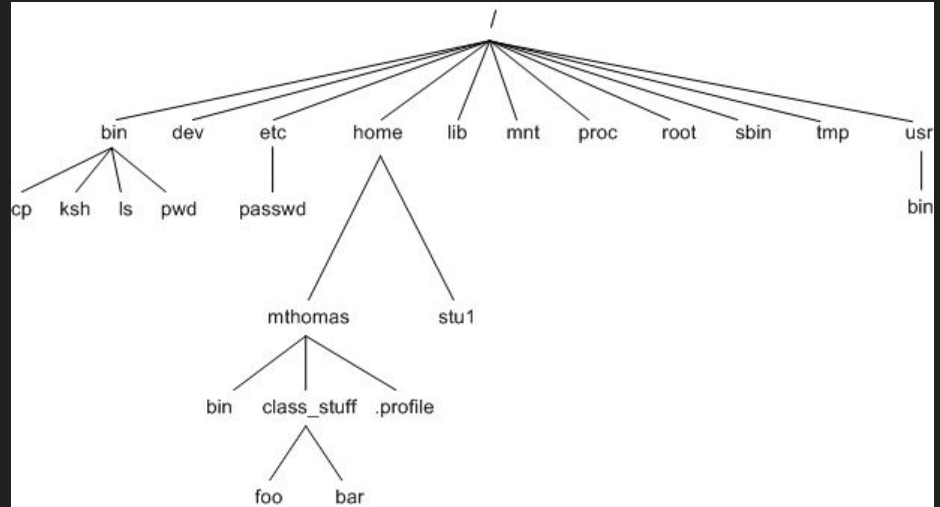 /
bin dev etc home lib mnt proc root sbin tmp usr
cp ksh ls pwd passwd bin
mthomas stu1
bin class_stuff .profile
foo bar